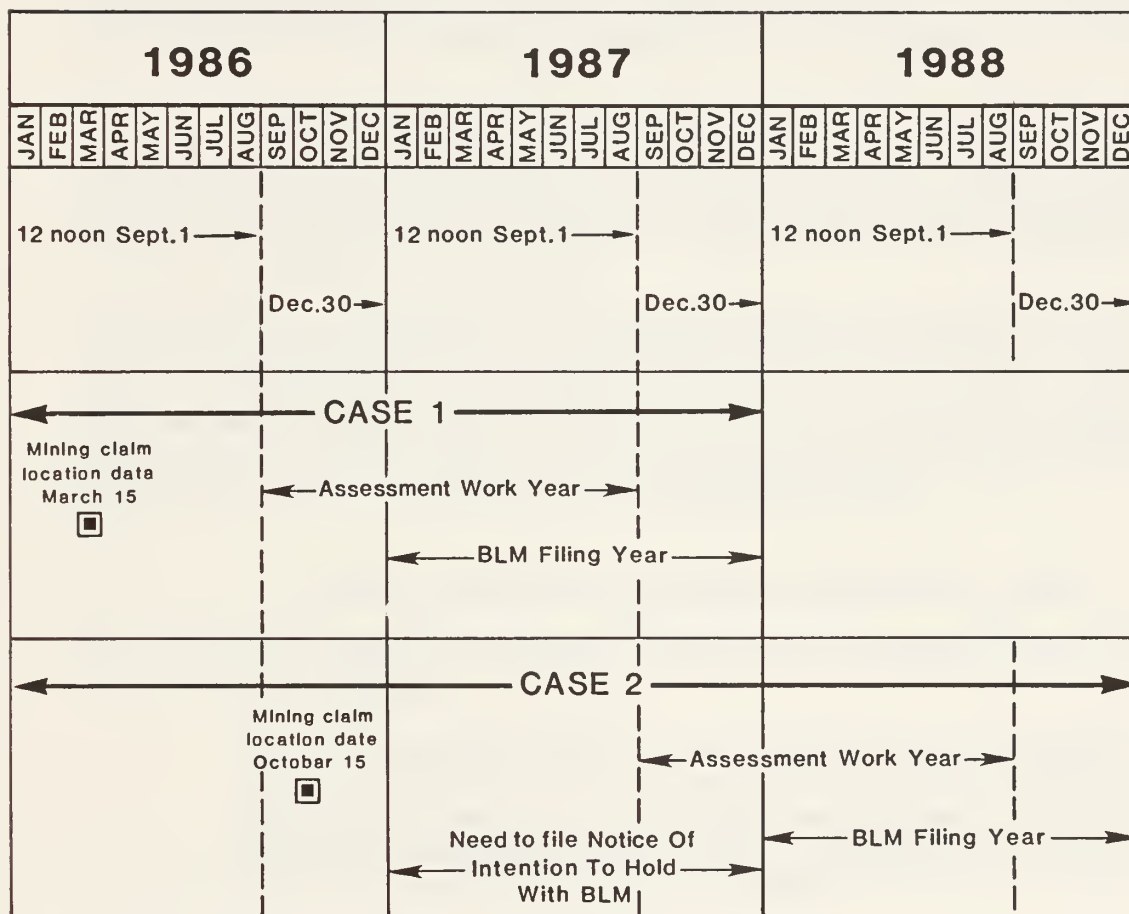 1986 1987 1988
JAN FEB MAR APR MAY JUN JUL AUG SEP OCT NOV DEC JAN FEB MAR APR MAY JUN JUL AUG SEP OCT NOV DEC JAN FEB MAR APR MAY JUN JUL AUG SEP OCT NOV DEC
12 noon Sept.1 12 noon Sept.1 12 noon Sept.1
Dec.30 Dec.30 Dec.30
CASE 1
Mining claim
location data
March 15
Assessment Work Year
BLM Filing Year
CASE 2
Mining claim
location date
Octobar 15
Assessment Work Year
Need to file Notice Of
Intention To Hold
With BLM
BLM Filing Year